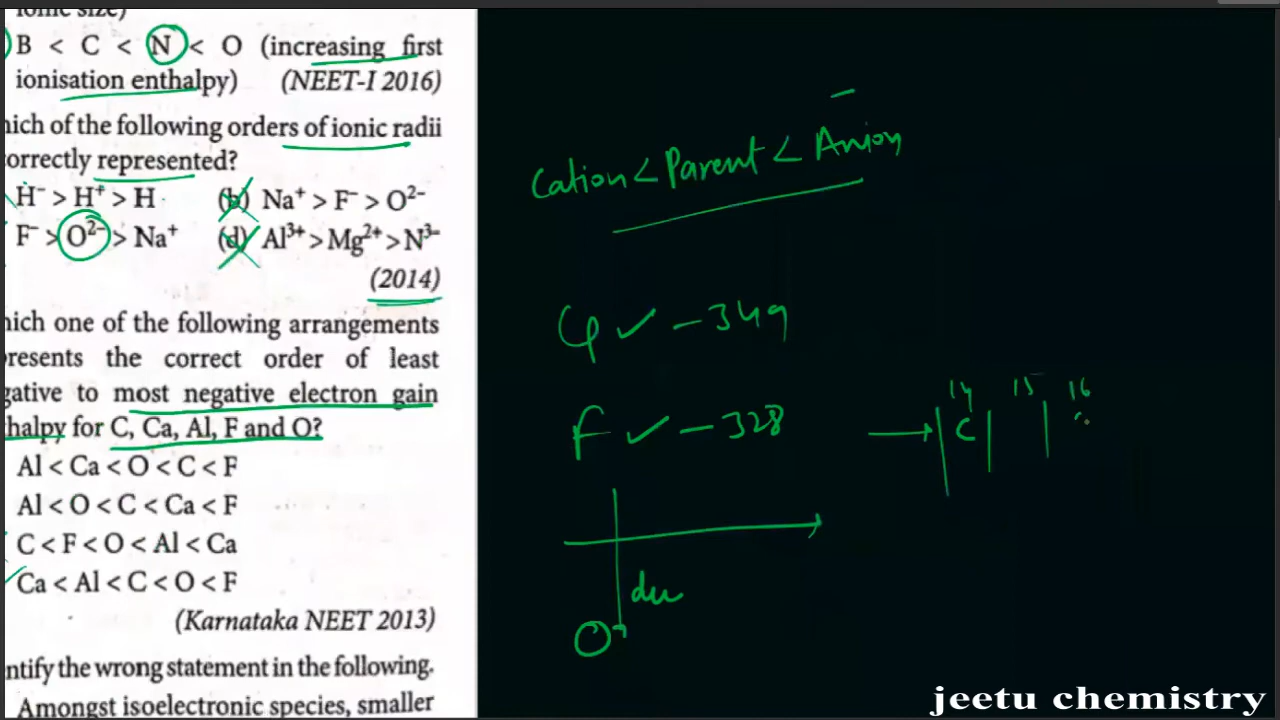 ionic size)
B < C < N < O (increasing first
ionisation enthalpy) (NEET-I 2016)
hich of the following orders of ionic radii
orrectly represented?
H⁻ > H⁺ > H (b) Na⁺ > F⁻ > O²⁻
F⁻ > O²⁻ > Na⁺ (d) Al³⁺ > Mg²⁺ > N³⁻
(2014)
hich one of the following arrangements
resents the correct order of least
gative to most negative electron gain
halpy for C, Ca, Al, F and O?
Al < Ca < O < C < F
Al < O < C < Ca < F
C < F < O < Al < Ca
Ca < Al < C < O < F
(Karnataka NEET 2013)
ntify the wrong statement in the following.
Amongst isoelectronic species, smaller
Cation < Parent < Anion
Cl ✓ – 349
F ✓ – 328
14 15 16
C
O
jeetu chemistry